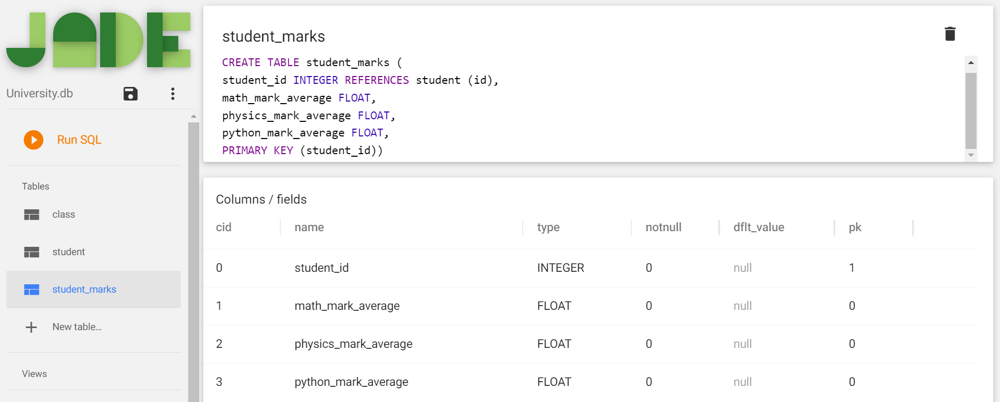 JADE
University.db
Run SQL
Tables
class
student
student_marks
New table...
Views
student_marks
CREATE TABLE student_marks (
student_id INTEGER REFERENCES student (id),
math_mark_average FLOAT,
physics_mark_average FLOAT,
python_mark_average FLOAT,
PRIMARY KEY (student_id))
Columns / fields
cid name type notnull dflt_value pk
0 student_id INTEGER 0 null 1
1 math_mark_average FLOAT 0 null 0
2 physics_mark_average FLOAT 0 null 0
3 python_mark_average FLOAT 0 null 0